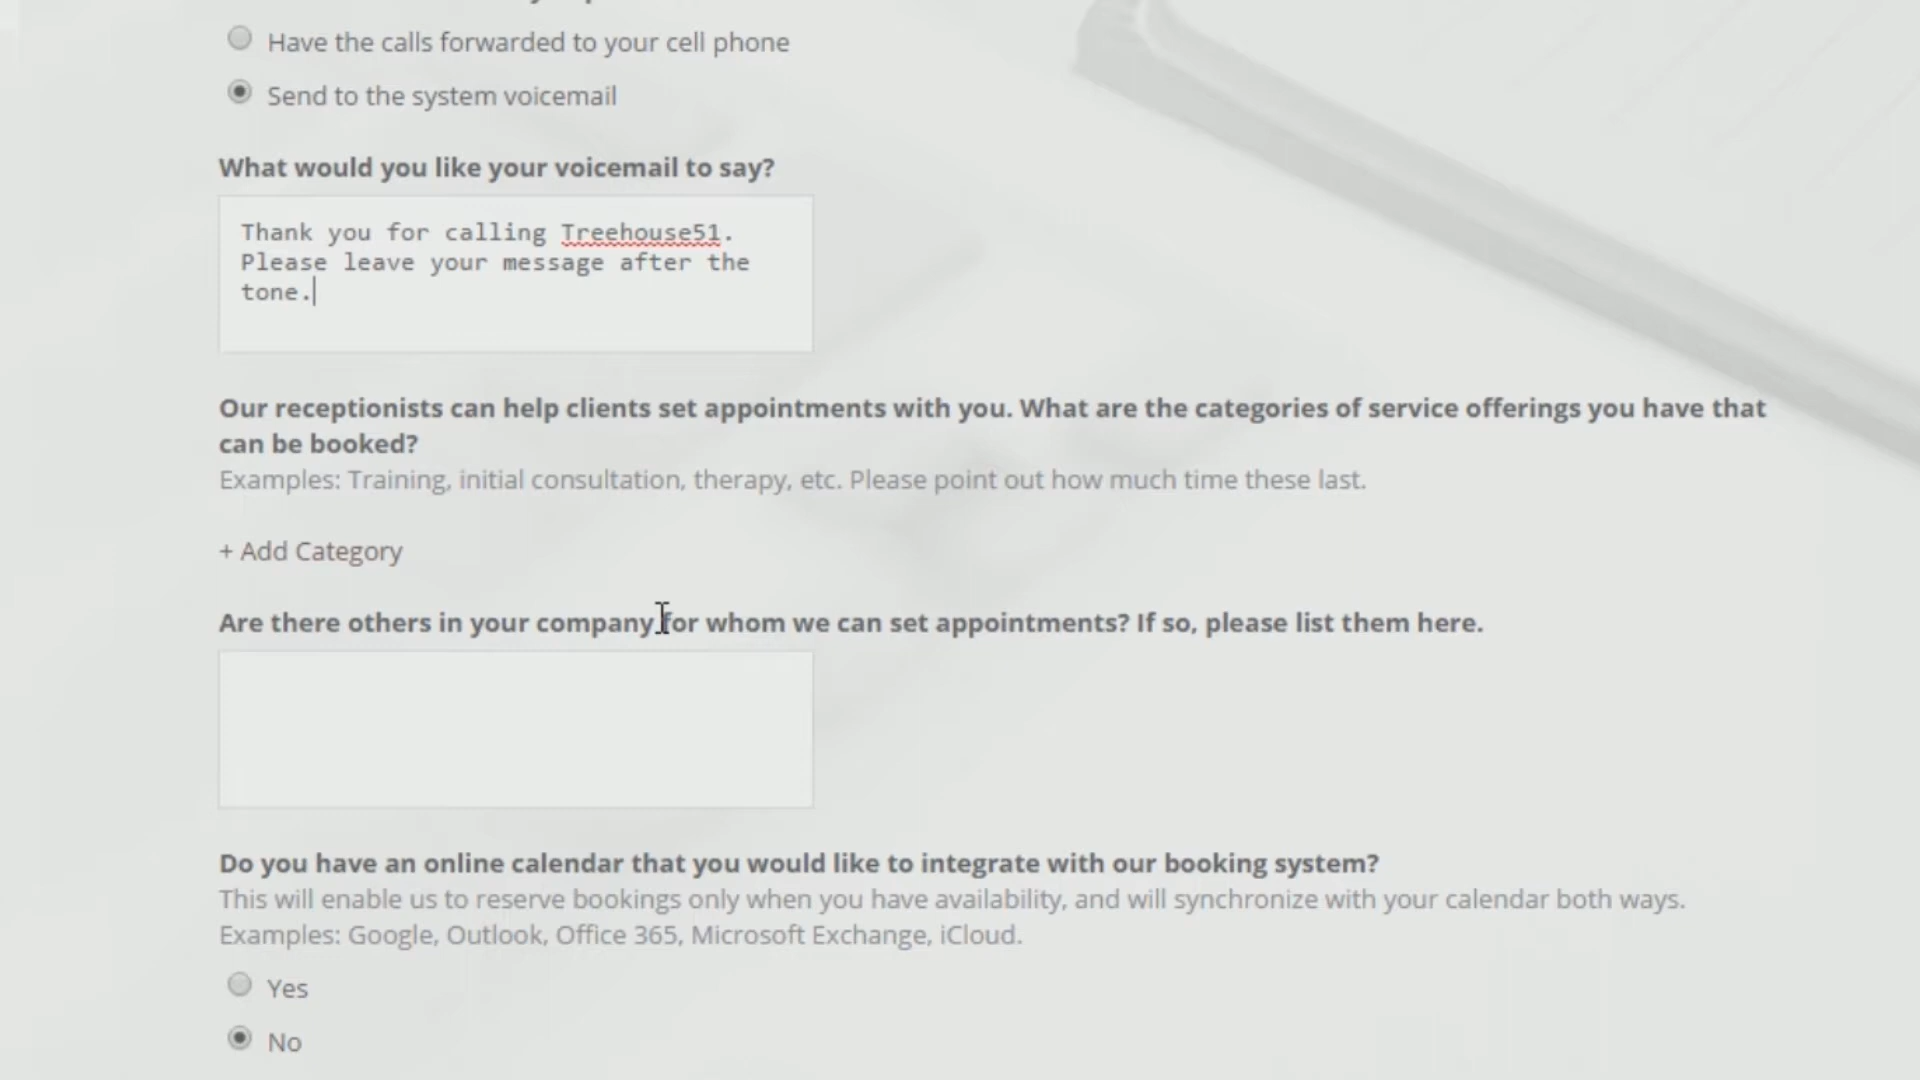 Have the calls forwarded to your cell phone
Send to the system voicemail
What would you like your voicemail to say?
Thank you for calling Treehouse51.
Please leave your message after the
tone.
Our receptionists can help clients set appointments with you. What are the categories of service offerings you have that
can be booked?
Examples: Training, initial consultation, therapy, etc. Please point out how much time these last.
+ Add Category
Are there others in your company for whom we can set appointments? If so, please list them here.
Do you have an online calendar that you would like to integrate with our booking system?
This will enable us to reserve bookings only when you have availability, and will synchronize with your calendar both ways.
Examples: Google, Outlook, Office 365, Microsoft Exchange, iCloud.
Yes
No